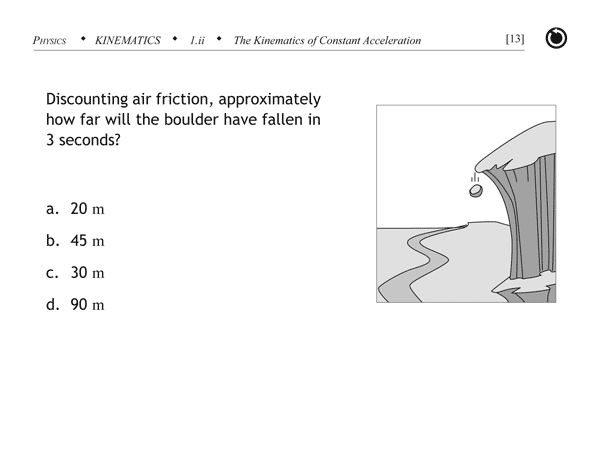 Physics ◆ KINEMATICS ◆ 1.ii ◆ The Kinematics of Constant Acceleration [13]
Discounting air friction, approximately
how far will the boulder have fallen in
3 seconds?
a. 20 m
b. 45 m
c. 30 m
d. 90 m